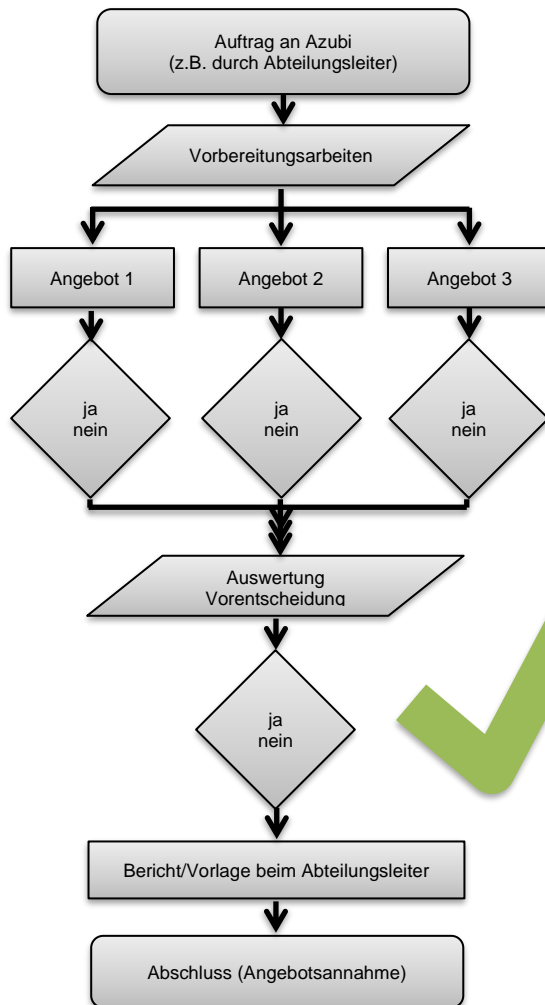 Auftrag an Azubi
(z.B. durch Abteilungsleiter)
Vorbereitungsarbeiten
Angebot 1
Angebot 2
Angebot 3
ja
nein
ja
nein
ja
nein
Auswertung
Vorentscheidung
ja
nein
Bericht/Vorlage beim Abteilungsleiter
Abschluss (Angebotsannahme)